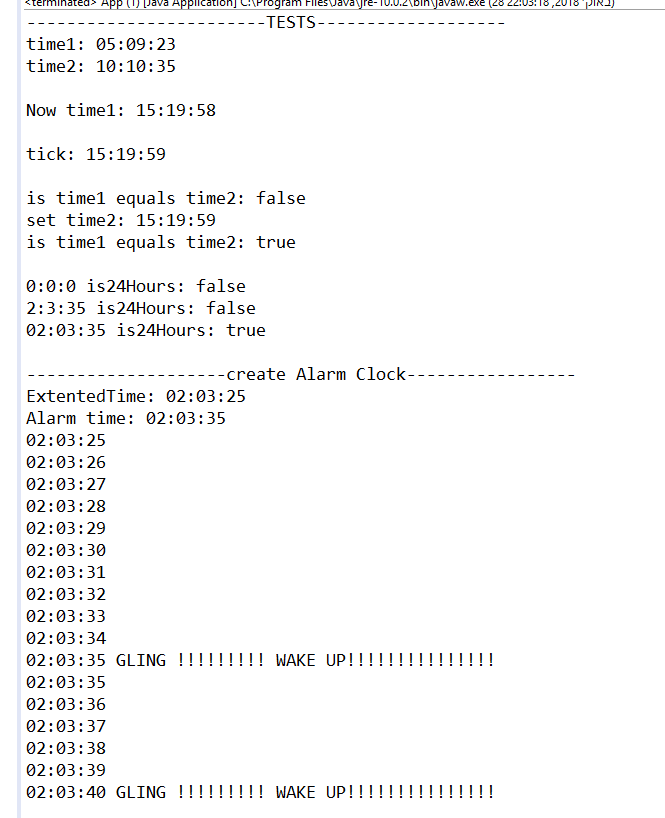 <terminated> App (1) [Java Application] C:\Program Files\Java\jre-10.0.2\bin\javaw.exe (28 באוק׳ 2018, 22:03:18)
------------------------TESTS-------------------
time1: 05:09:23
time2: 10:10:35
Now time1: 15:19:58
tick: 15:19:59
is time1 equals time2: false
set time2: 15:19:59
is time1 equals time2: true
0:0:0 is24Hours: false
2:3:35 is24Hours: false
02:03:35 is24Hours: true
--------------------create Alarm Clock-----------------
ExtentedTime: 02:03:25
Alarm time: 02:03:35
02:03:25
02:03:26
02:03:27
02:03:28
02:03:29
02:03:30
02:03:31
02:03:32
02:03:33
02:03:34
02:03:35 GLING !!!!!!!!! WAKE UP!!!!!!!!!!!!!!!
02:03:35
02:03:36
02:03:37
02:03:38
02:03:39
02:03:40 GLING !!!!!!!!! WAKE UP!!!!!!!!!!!!!!!